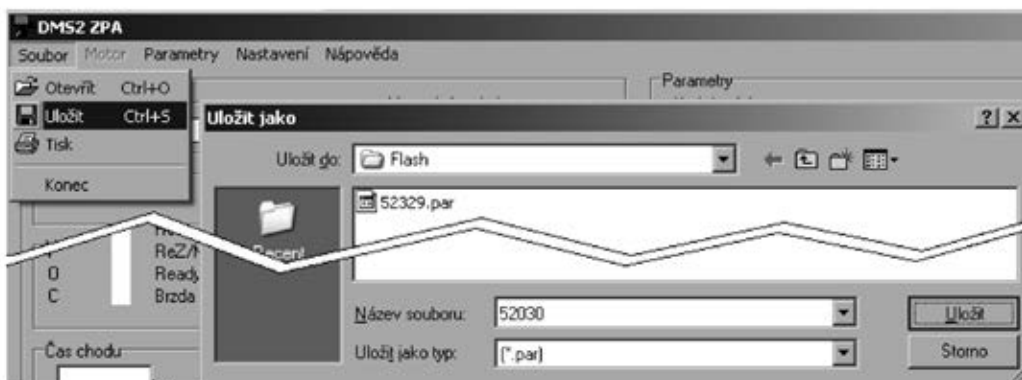 DMS2 ZPA
Soubor Motor Parametry Nastavení Nápověda
Otevřít Ctrl+O
Uložit Ctrl+S
Tisk
Konec
Parametry
Uložit jako
Uložit do: Flash
52329.par
Recent
ReZ/
O Ready
C Brzda
Název souboru: 52030 Uložit
Uložit jako typ: (*.par) Storno
Čas chodu